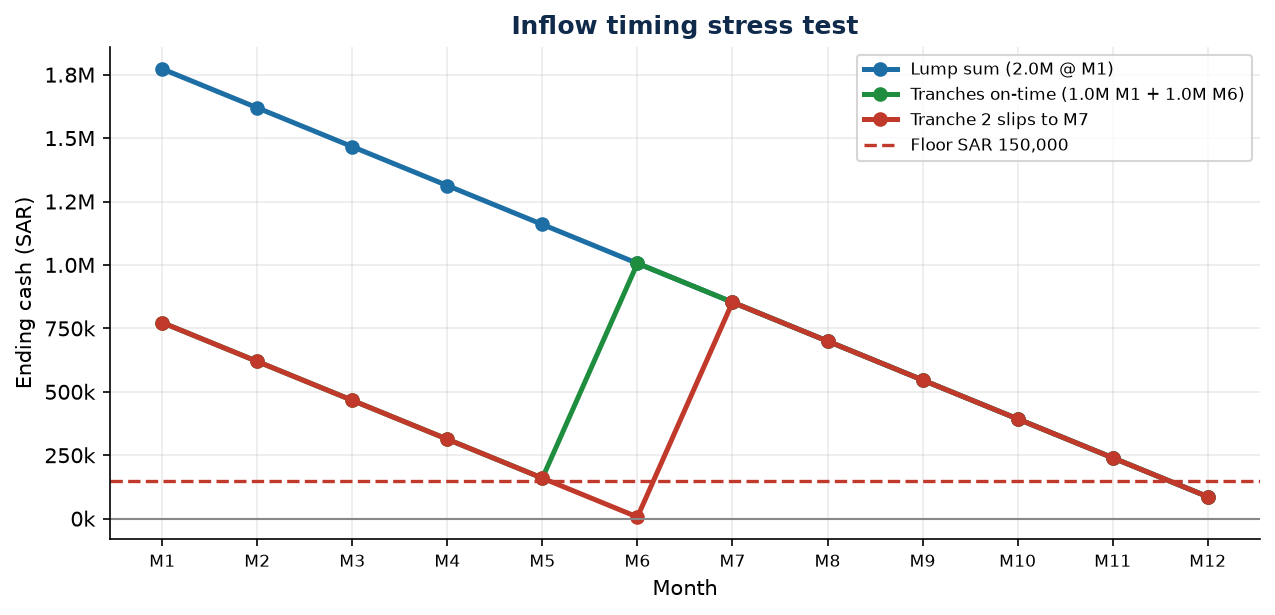 Inflow timing stress test
Lump sum (2.0M @ M1)
Tranches on-time (1.0M M1 + 1.0M M6)
Tranche 2 slips to M7
Floor SAR 150,000
Ending cash (SAR)
1.8M
1.5M
1.2M
1.0M
750k
500k
250k
0k
M1 M2 M3 M4 M5 M6 M7 M8 M9 M10 M11 M12
Month